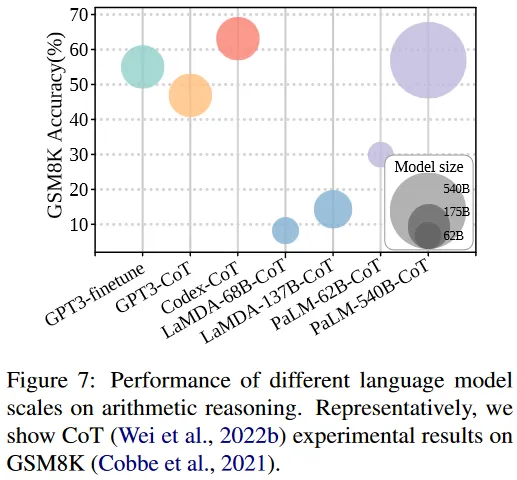 70
60
50
40
30
20
10
GSM8K Accuracy(%)
Model size
540B
175B
62B
GPT3-finetune
GPT3-CoT
Codex-CoT
LaMDA-68B-CoT
LaMDA-137B-CoT
PaLM-62B-CoT
PaLM-540B-CoT
Figure 7: Performance of different language model
scales on arithmetic reasoning. Representatively, we
show CoT (Wei et al., 2022b) experimental results on
GSM8K (Cobbe et al., 2021).